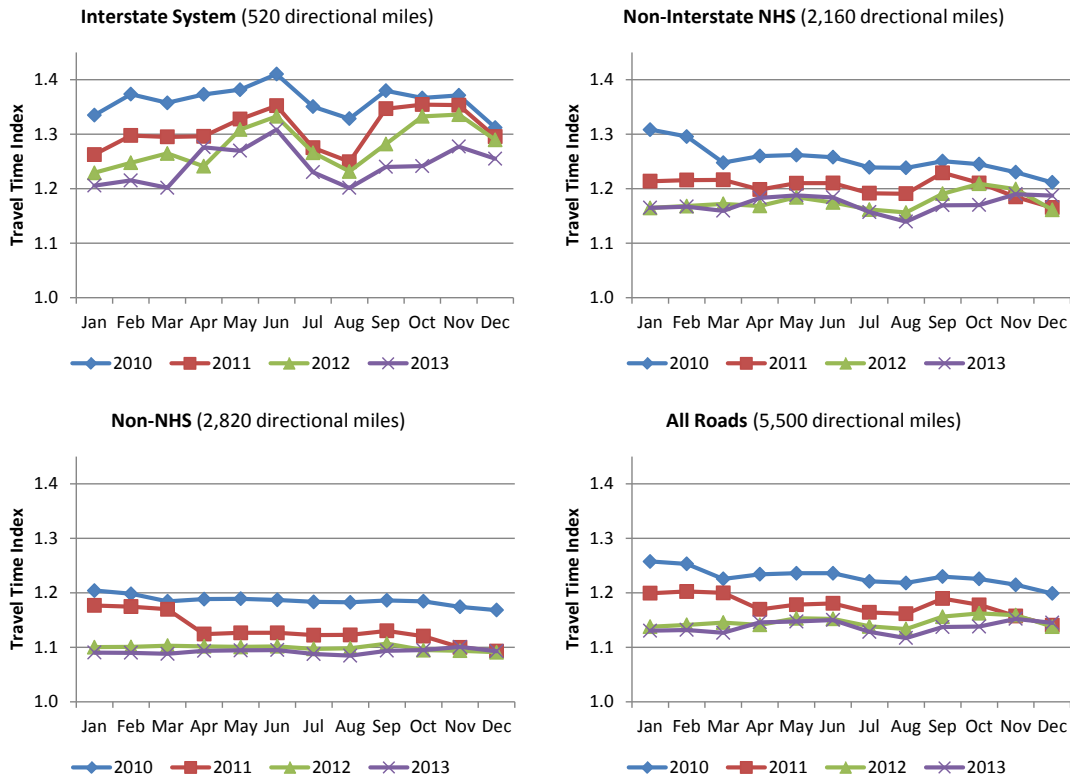 Interstate System (520 directional miles)
Travel Time Index
1.4
1.3
1.2
1.1
1.0
Jan Feb Mar Apr May Jun Jul Aug Sep Oct Nov Dec
2010 2011 2012 2013
Non-Interstate NHS (2,160 directional miles)
Travel Time Index
1.4
1.3
1.2
1.1
1.0
Jan Feb Mar Apr May Jun Jul Aug Sep Oct Nov Dec
2010 2011 2012 2013
Non-NHS (2,820 directional miles)
Travel Time Index
1.4
1.3
1.2
1.1
1.0
Jan Feb Mar Apr May Jun Jul Aug Sep Oct Nov Dec
2010 2011 2012 2013
All Roads (5,500 directional miles)
Travel Time Index
1.4
1.3
1.2
1.1
1.0
Jan Feb Mar Apr May Jun Jul Aug Sep Oct Nov Dec
2010 2011 2012 2013